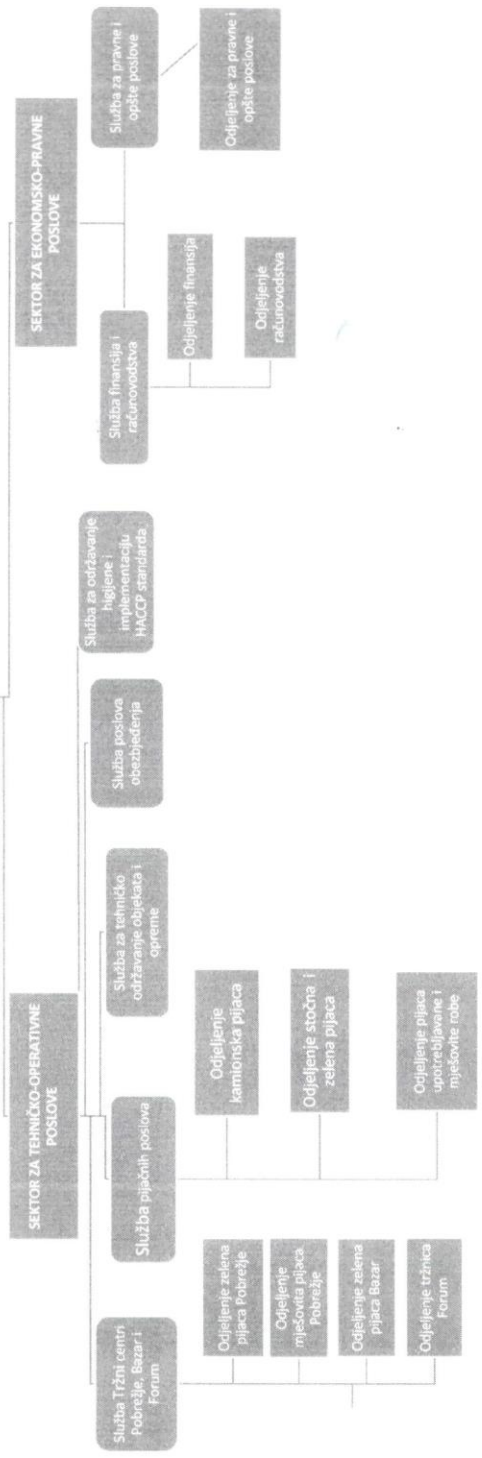 SEKTOR ZA TEHNIČKO-OPERATIVNE
POSLOVE
SEKTOR ZA EKONOMSKO-PRAVNE
POSLOVE
Služba Tržni centri
Pobrežje, Bazar i
Forum
Služba pijačnih poslova
Služba za tehničko
održavanje objekata i
opreme
Služba poslova
obezbjeđenja
Služba za održavanje
higijene i
implementaciju
HACCP standarda
Služba finansija i
računovodstva
Služba za pravne i
opšte poslove
Odjeljenje zelena
pijaca Pobrežje
Odjeljenje
mješovita pijaca
Pobrežje
Odjeljenje zelena
pijaca Bazar
Odjeljenje tržnica
Forum
Odjeljenje
kamionska pijaca
Odjeljenje stočna i
zelena pijaca
Odjeljenje pijaca
upotrebljavane i
mješovite robe
Odjeljenje finansija
Odjeljenje
računovodstva
Odjeljenje za pravne i
opšte poslove